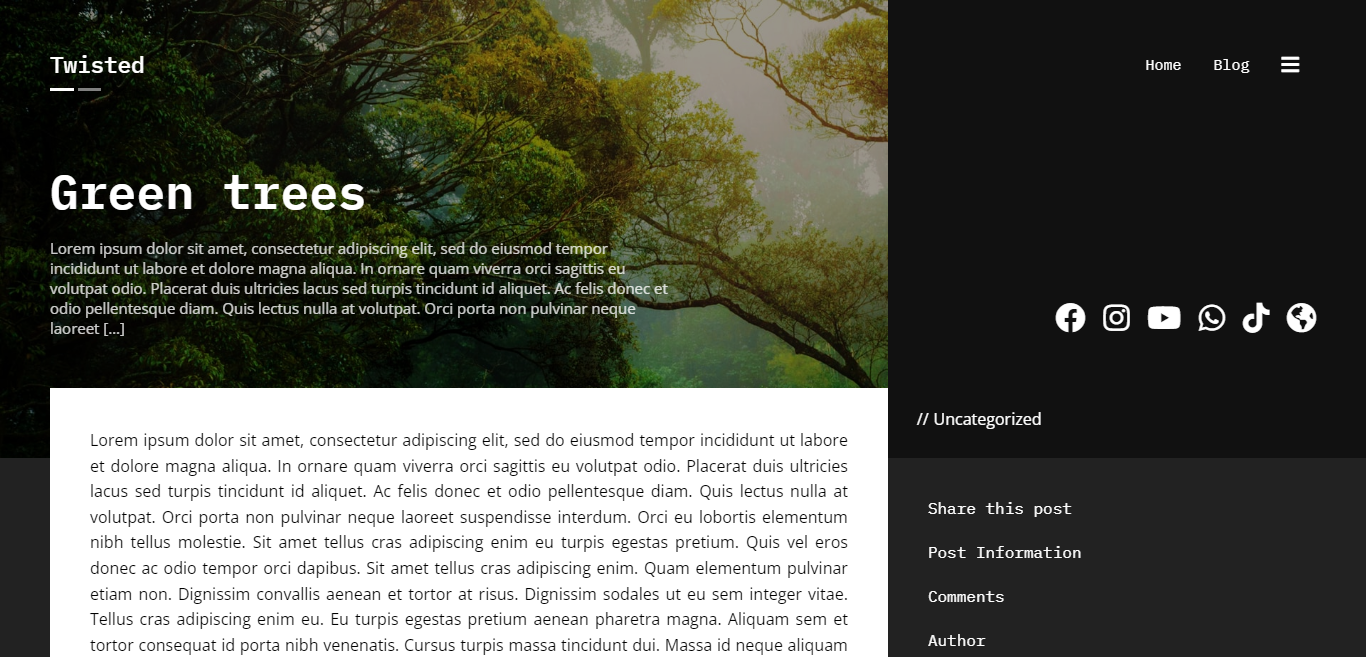 Twisted
Home
Blog
Green trees
Lorem ipsum dolor sit amet, consectetur adipiscing elit, sed do eiusmod tempor
incididunt ut labore et dolore magna aliqua. In ornare quam viverra orci sagittis eu
volutpat odio. Placerat duis ultricies lacus sed turpis tincidunt id aliquet. Ac felis donec et
odio pellentesque diam. Quis lectus nulla at volutpat. Orci porta non pulvinar neque
laoreet [...]
// Uncategorized
Lorem ipsum dolor sit amet, consectetur adipiscing elit, sed do eiusmod tempor incididunt ut labore
et dolore magna aliqua. In ornare quam viverra orci sagittis eu volutpat odio. Placerat duis ultricies
lacus sed turpis tincidunt id aliquet. Ac felis donec et odio pellentesque diam. Quis lectus nulla at
volutpat. Orci porta non pulvinar neque laoreet suspendisse interdum. Orci eu lobortis elementum
nibh tellus molestie. Sit amet tellus cras adipiscing enim eu turpis egestas pretium. Quis vel eros
donec ac odio tempor orci dapibus. Sit amet tellus cras adipiscing enim. Quam elementum pulvinar
etiam non. Dignissim convallis aenean et tortor at risus. Dignissim sodales ut eu sem integer vitae.
Tellus cras adipiscing enim eu. Eu turpis egestas pretium aenean pharetra magna. Aliquam sem et
tortor consequat id porta nibh venenatis. Cursus turpis massa tincidunt dui. Massa id neque aliquam
Share this post
Post Information
Comments
Author